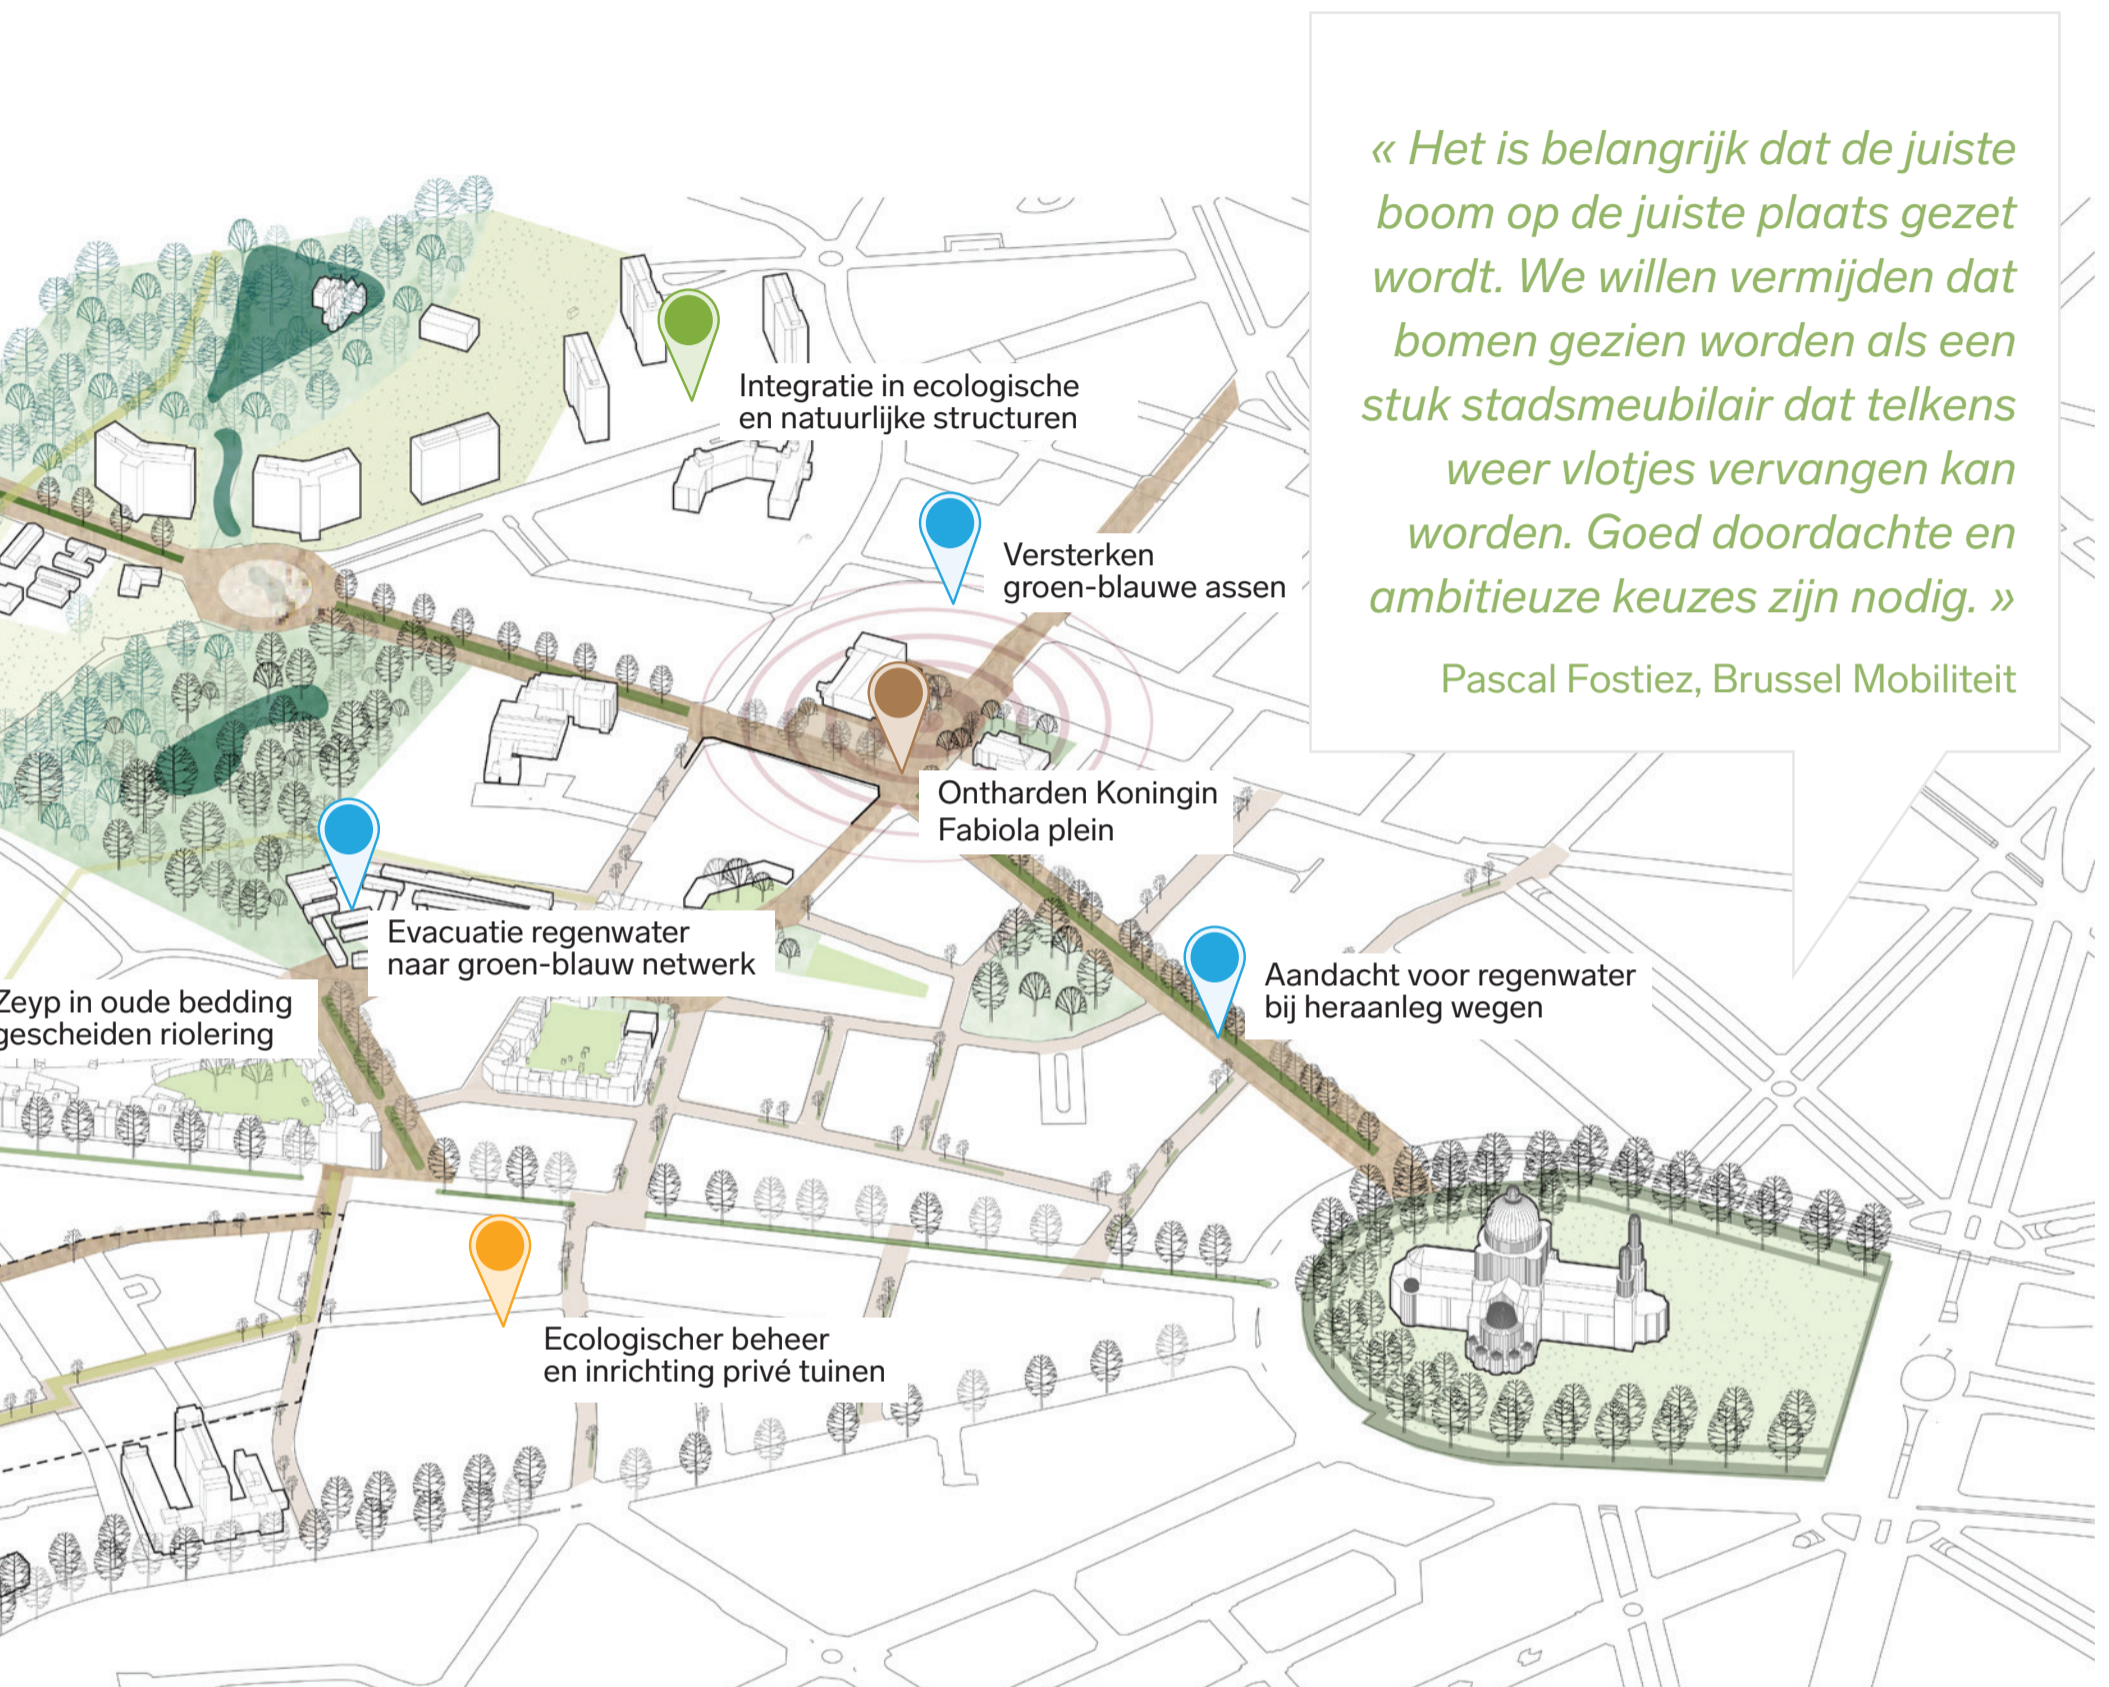 « Het is belangrijk dat de juiste
boom op de juiste plaats gezet
wordt. We willen vermijden dat
bomen gezien worden als een
stuk stadsmeubilair dat telkens
weer vlotjes vervangen kan
worden. Goed doordachte en
ambitieuze keuzes zijn nodig. »
Pascal Fostiez, Brussel Mobiliteit
Integratie in ecologische
en natuurlijke structuren
Versterken
groen-blauwe assen
Ontharden Koningin
Fabiola plein
Evacuatie regenwater
naar groen-blauw netwerk
Aandacht voor regenwater
bij heraanleg wegen
Zeyp in oude bedding
gescheiden riolering
Ecologischer beheer
en inrichting privé tuinen